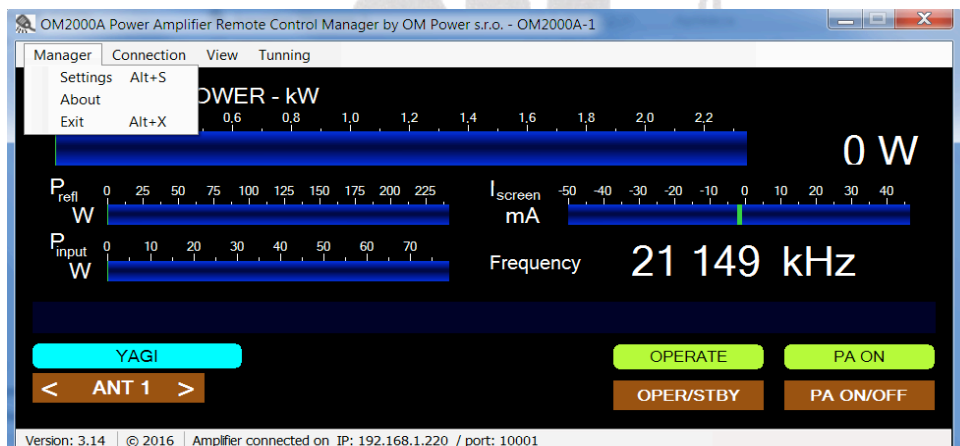 OM2000A Power Amplifier Remote Control Manager by OM Power s.r.o. - OM2000A-1
Manager Connection View Tunning
Settings Alt+S
About
Exit Alt+X
OWER - kW
0,6 0,8 1,0 1,2 1,4 1,6 1,8 2,0 2,2
0 W
Prefl W
0 25 50 75 100 125 150 175 200 225
Iscreen mA
-50 -40 -30 -20 -10 0 10 20 30 40
Pinput W
0 10 20 30 40 50 60 70
Frequency 21 149 kHz
YAGI OPERATE PA ON
< ANT 1 > OPER/STBY PA ON/OFF
Version: 3.14 © 2016 Amplifier connected on IP: 192.168.1.220 / port: 10001